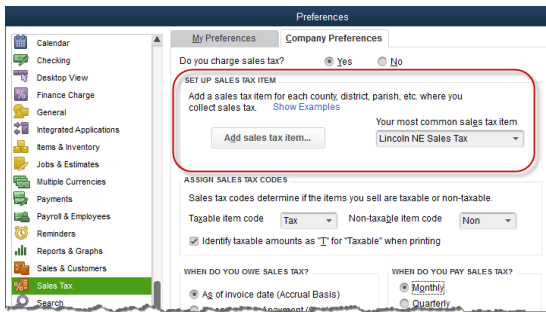 Preferences
My Preferences
Company Preferences
Calendar
Checking
Desktop View
Finance Charge
General
Integrated Applications
Items & Inventory
Jobs & Estimates
Multiple Currencies
Payments
Payroll & Employees
Reminders
Reports & Graphs
Sales & Customers
Sales Tax
Search
Do you charge sales tax? Yes No
SET UP SALES TAX ITEM
Add a sales tax item for each county, district, parish, etc. where you
collect sales tax. Show Examples
Your most common sales tax item
Add sales tax item... Lincoln NE Sales Tax
ASSIGN SALES TAX CODES
Sales tax codes determine if the items you sell are taxable or non-taxable.
Taxable item code Tax Non-taxable item code Non
Identify taxable amounts as "T" for "Taxable" when printing
WHEN DO YOU OWE SALES TAX? WHEN DO YOU PAY SALES TAX?
As of invoice date (Accrual Basis) Monthly
Quarterly